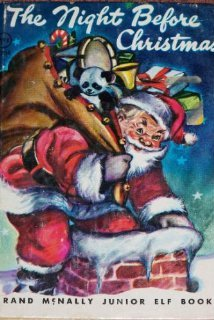 The Night Before
Christmas
RAND McNALLY JUNIOR ELF BOOK